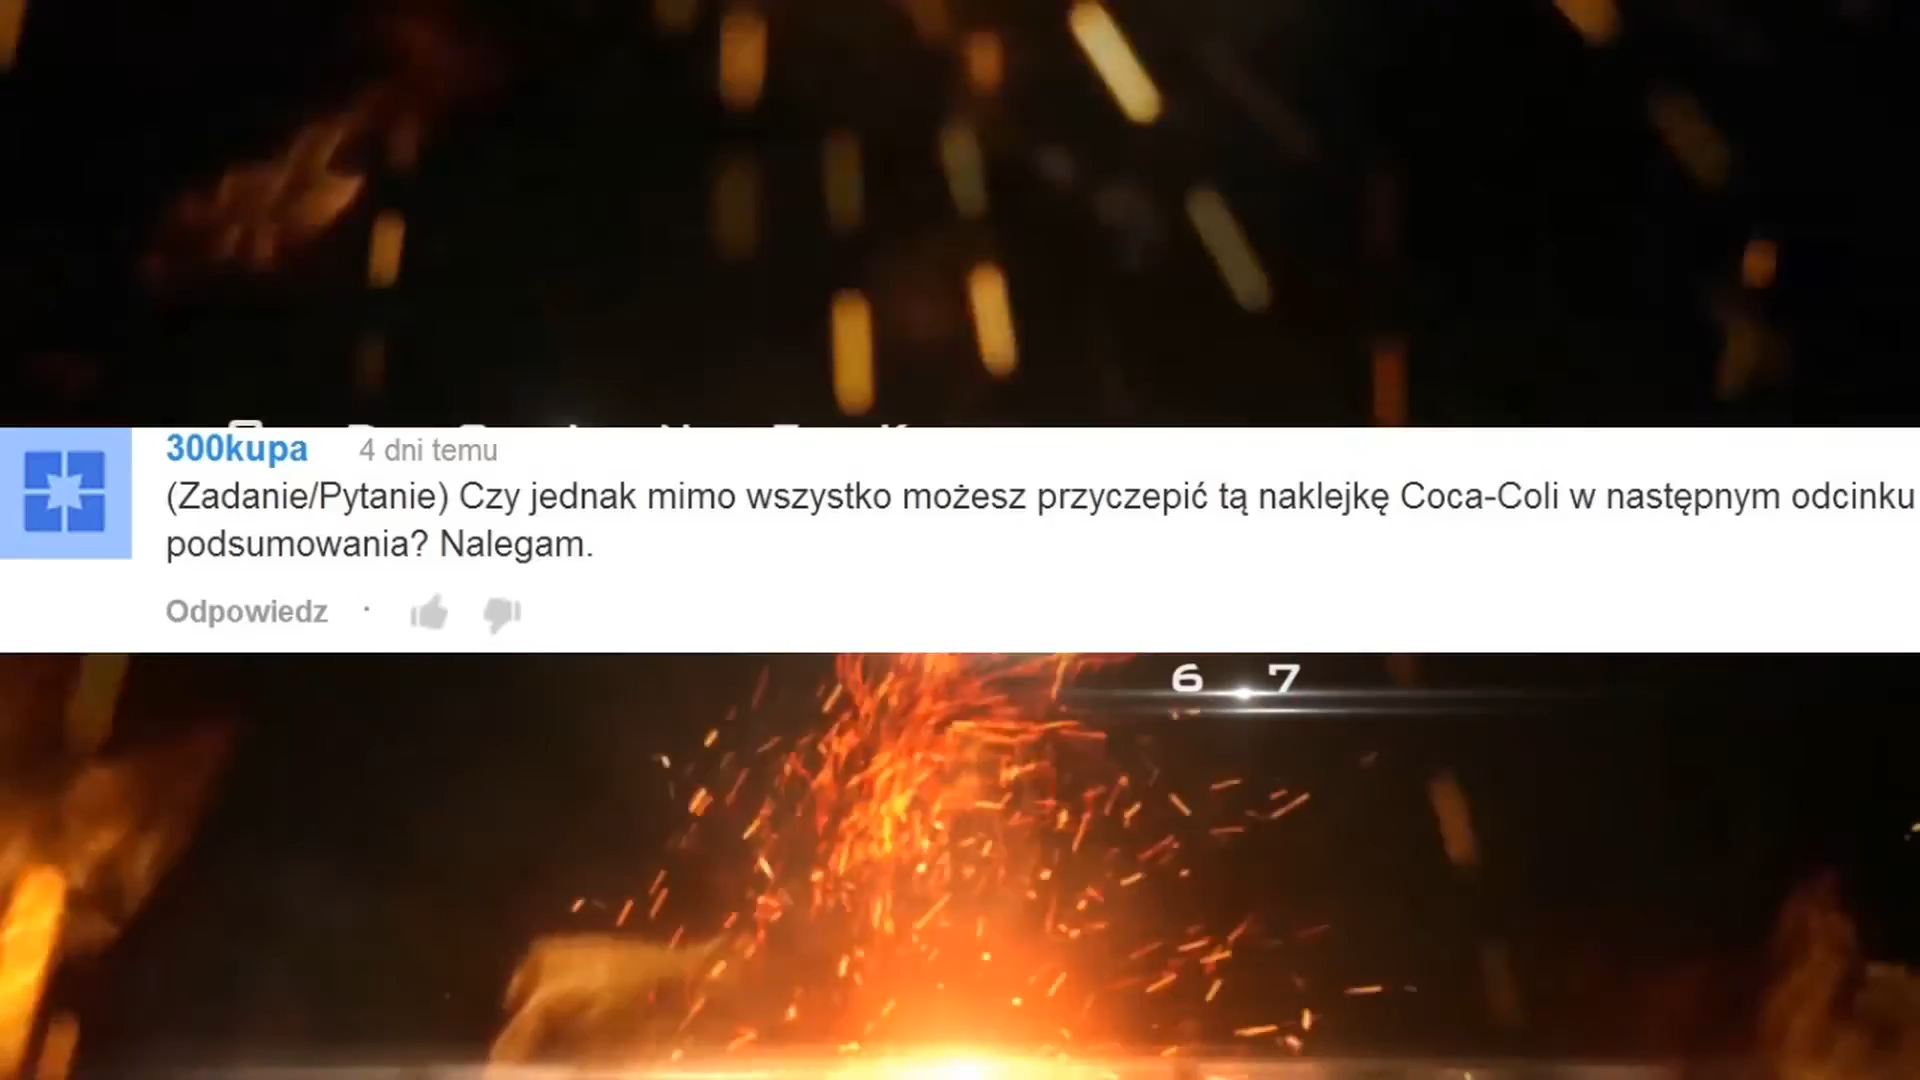 300kupa 4 dni temu
(Zadanie/Pytanie) Czy jednak mimo wszystko możesz przyczepić tą naklejkę Coca-Coli w następnym odcinku
podsumowania? Nalegam.
Odpowiedz ·
6 7